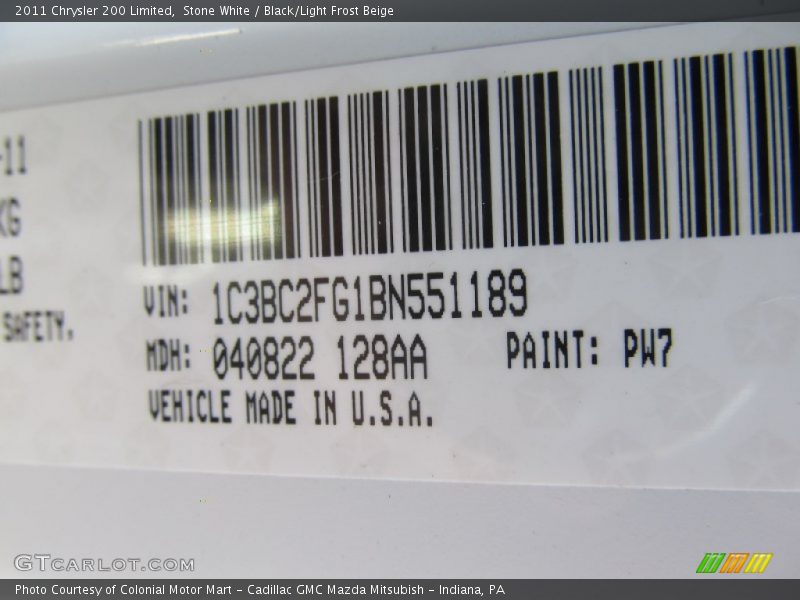 2011 Chrysler 200 Limited, Stone White / Black/Light Frost Beige
-11
KG
LB
SAFETY.
VIN: 1C3BC2FG1BN551189
MDH: 040822 128AA PAINT: PW7
VEHICLE MADE IN U.S.A.
GTCARLOT.COM
Photo Courtesy of Colonial Motor Mart - Cadillac GMC Mazda Mitsubish - Indiana, PA